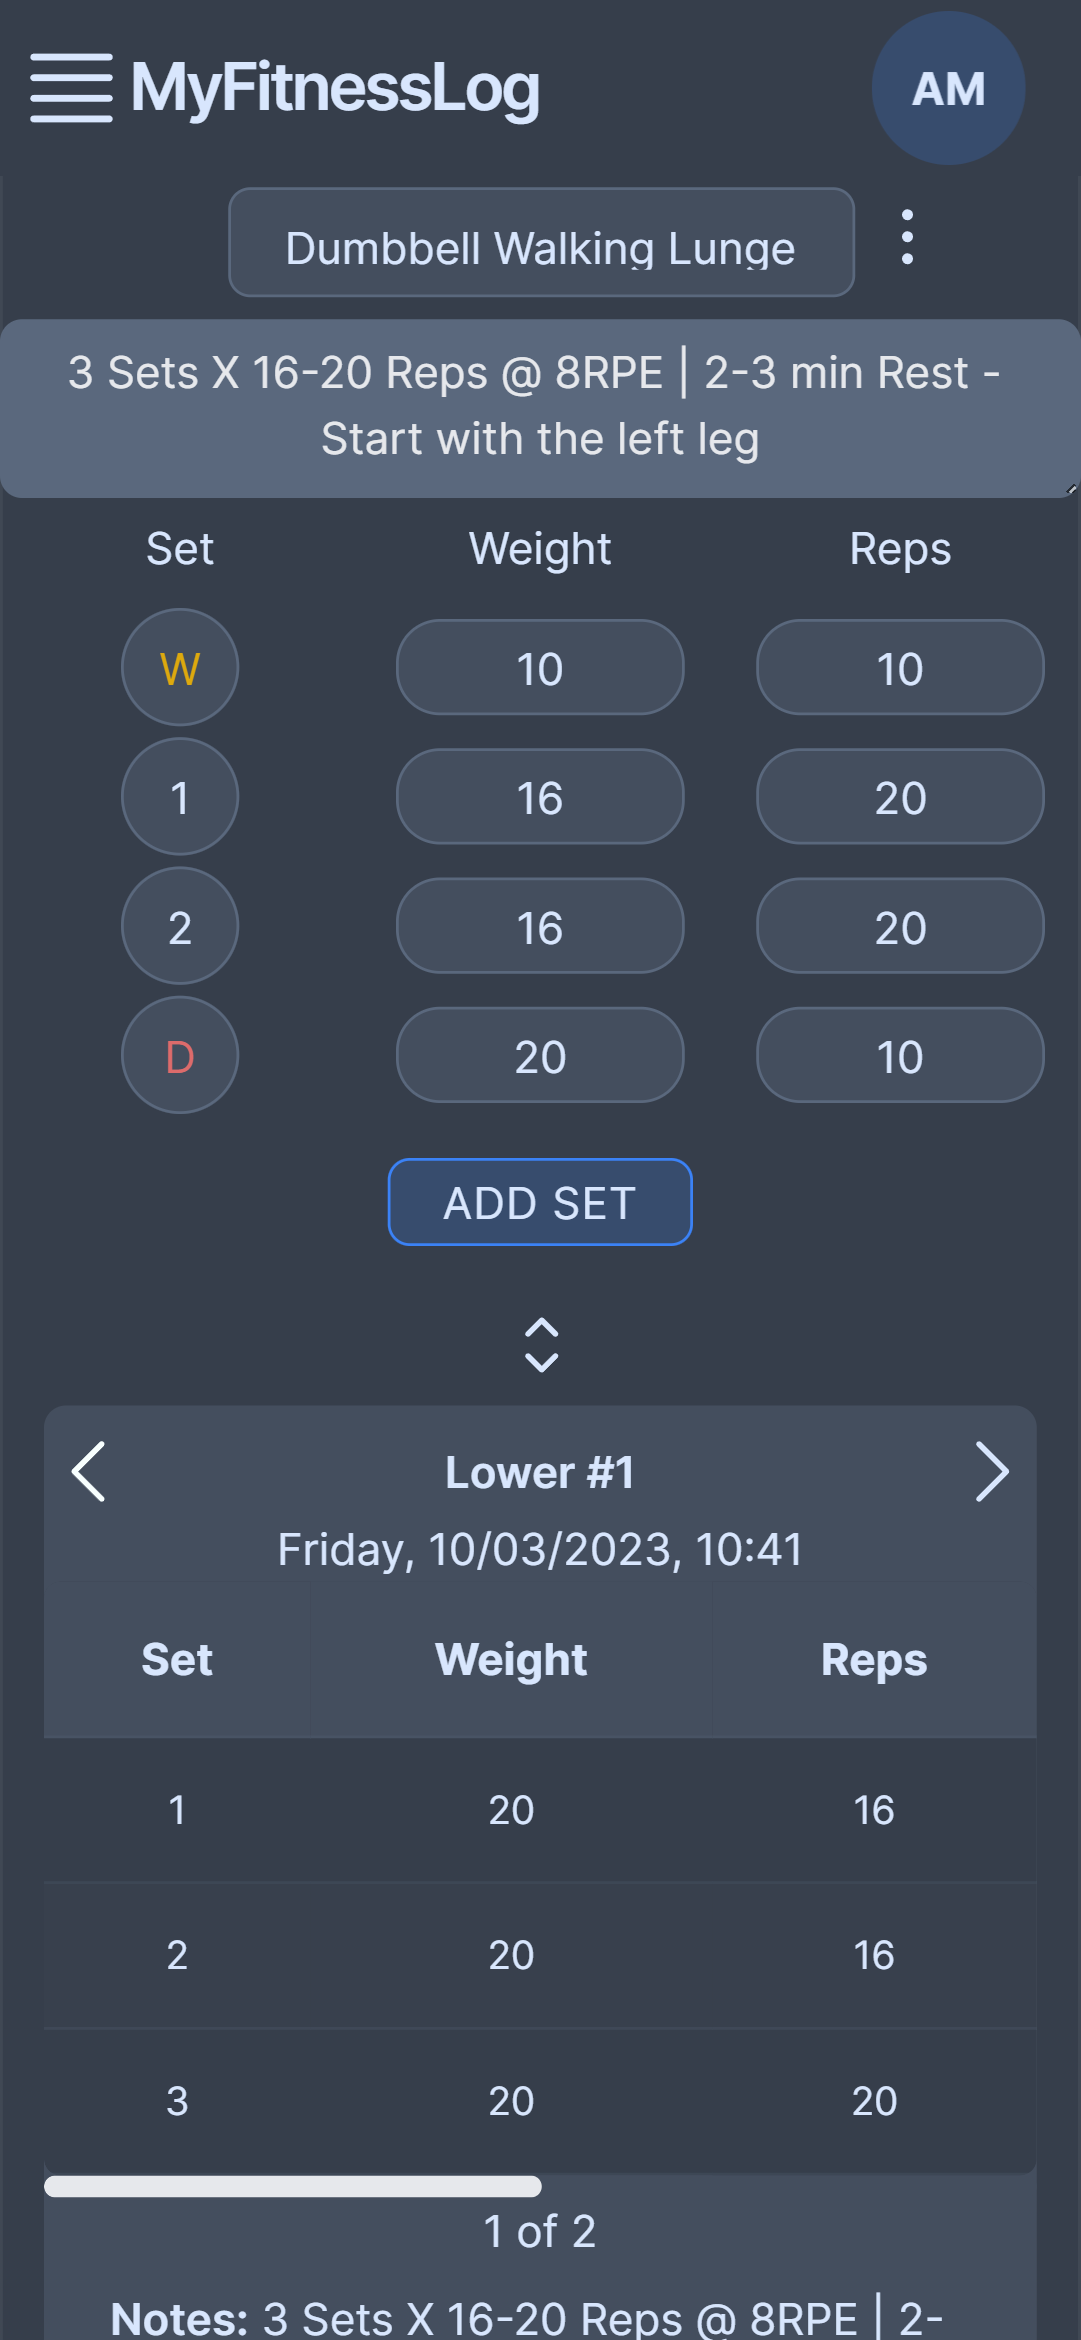 MyFitnessLog
AM
Dumbbell Walking Lunge
3 Sets X 16-20 Reps @ 8RPE | 2-3 min Rest -
Start with the left leg
Set Weight Reps
W 10 10
1 16 20
2 16 20
D 20 10
ADD SET
Lower #1
Friday, 10/03/2023, 10:41
Set Weight Reps
1 20 16
2 20 16
3 20 20
1 of 2
Notes: 3 Sets X 16-20 Reps @ 8RPE | 2-